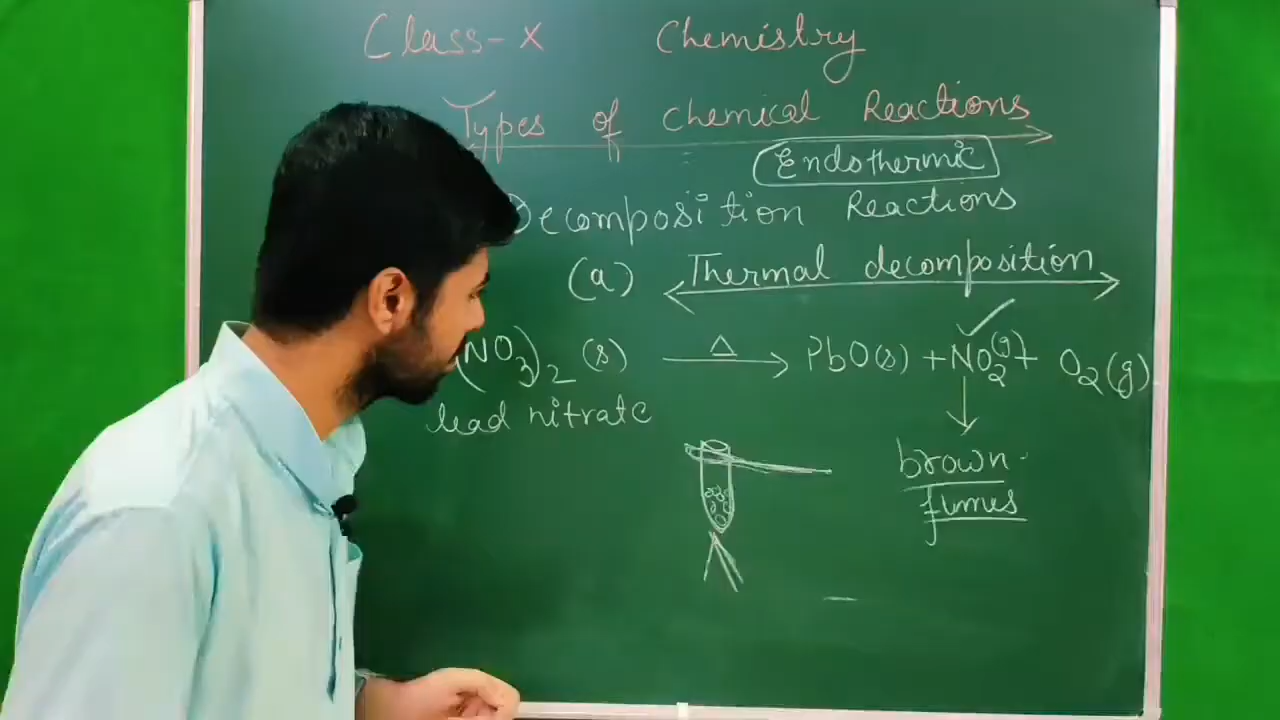 Class-X Chemistry
Types of chemical Reactions
Endothermic
Decomposition Reactions
(a) Thermal decomposition
(NO3)2 (s) Δ PbO(s) + NO2(g) + O2(g)
lead nitrate
brown
fumes